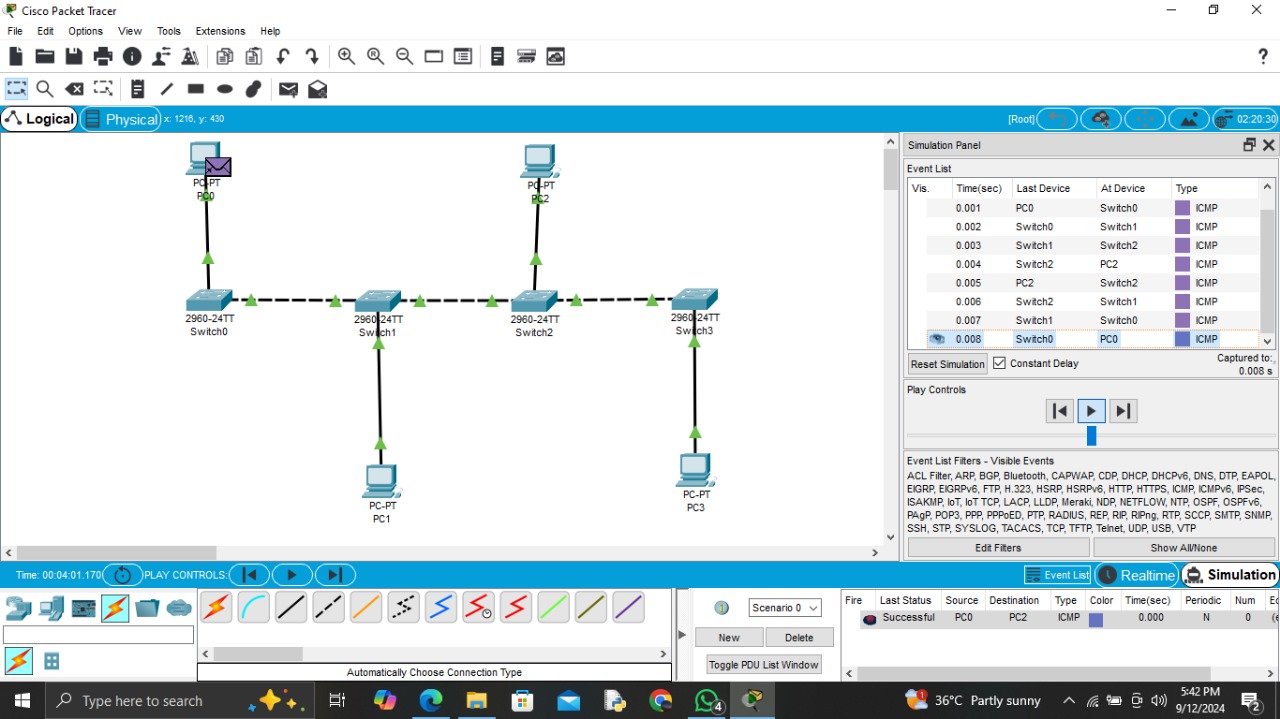 Cisco Packet Tracer
File Edit Options View Tools Extensions Help
Logical Physical x: 1216, y: 430 [Root] 02:20:30
PC-PT
PC0
PC-PT
PC2
2960-24TT
Switch0
2960-24TT
Switch1
2960-24TT
Switch2
2960-24TT
Switch3
PC-PT
PC1
PC-PT
PC3
Simulation Panel
Event List
Vis. Time(sec) Last Device At Device Type
0.001 PC0 Switch0 ICMP
0.002 Switch0 Switch1 ICMP
0.003 Switch1 Switch2 ICMP
0.004 Switch2 PC2 ICMP
0.005 PC2 Switch2 ICMP
0.006 Switch2 Switch1 ICMP
0.007 Switch1 Switch0 ICMP
0.008 Switch0 PC0 ICMP
Reset Simulation Constant Delay Captured to:
0.008 s
Play Controls
Event List Filters - Visible Events
ACL Filter, ARP, BGP, Bluetooth, CAPWAP, CDP, DHCP, DHCPv6, DNS, DTP, EAPOL,
EIGRP, EIGRPv6, FTP, H.323, HSRP, HSRPv6, HTTP, HTTPS, ICMP, ICMPv6, IPSec,
ISAKMP, IoT, IoT TCP, LACP, LLDP, Meraki, NDP, NETFLOW, NTP, OSPF, OSPFv6,
PAgP, POP3, PPP, PPPoED, PTP, RADIUS, REP, RIP, RIPng, RTP, SCCP, SMTP, SNMP,
SSH, STP, SYSLOG, TACACS, TCP, TFTP, Telnet, UDP, USB, VTP
Edit Filters Show All/None
Time: 00:04:01.170 PLAY CONTROLS: Event List Realtime Simulation
Automatically Choose Connection Type
Scenario 0
New Delete
Toggle PDU List Window
Fire Last Status Source Destination Type Color Time(sec) Periodic Num Ec
Successful PC0 PC2 ICMP 0.000 N 0 (e
Type here to search 4 36°C Partly sunny 5:42 PM
9/12/2024 2